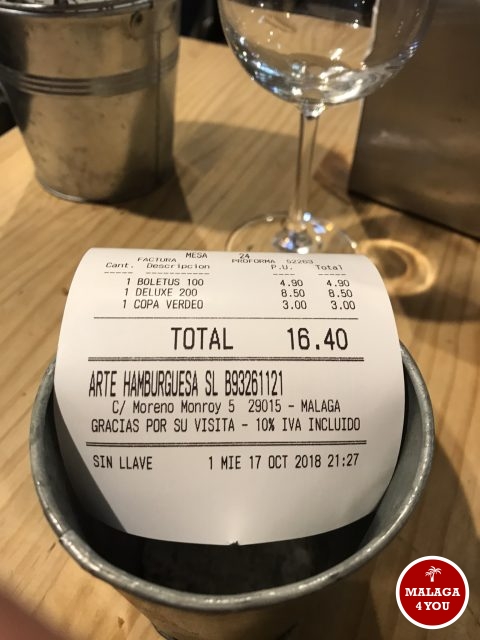 MESA 24
FACTURA PROFORMA 52263
Cant. Descripcion P.U. Total
1 BOLETUS 100 4.90 4.90
1 DELUXE 200 8.50 8.50
1 COPA VERDEO 3.00 3.00
TOTAL 16.40
ARTE HAMBURGUESA SL B93261121
C/ Moreno Monroy 5 29015 - MALAGA
GRACIAS POR SU VISITA - 10% IVA INCLUIDO
SIN LLAVE 1 MIE 17 OCT 2018 21:27
MALAGA
4YOU